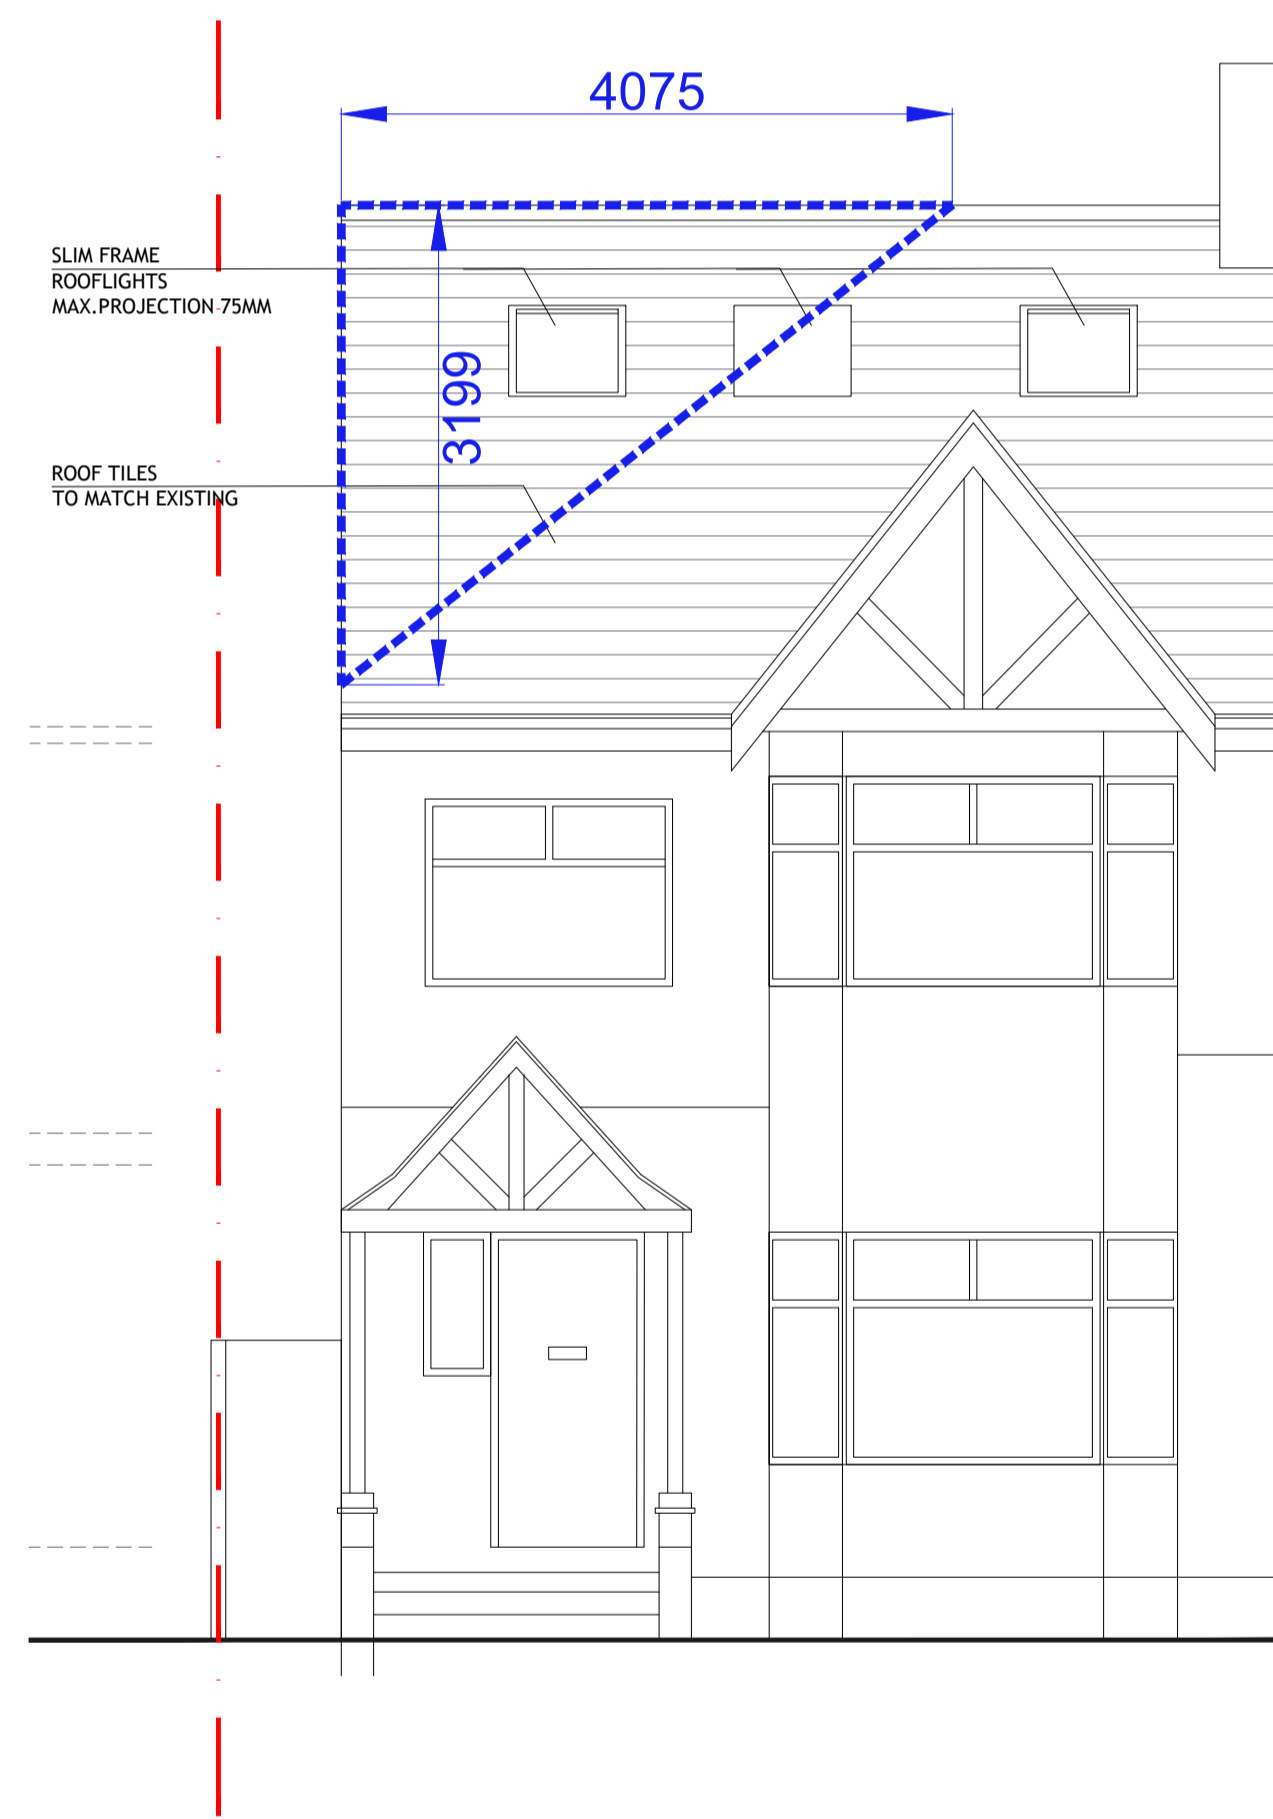 4075
SLIM FRAME
ROOFLIGHTS
MAX.PROJECTION 75MM
3199
ROOF TILES
TO MATCH EXISTING